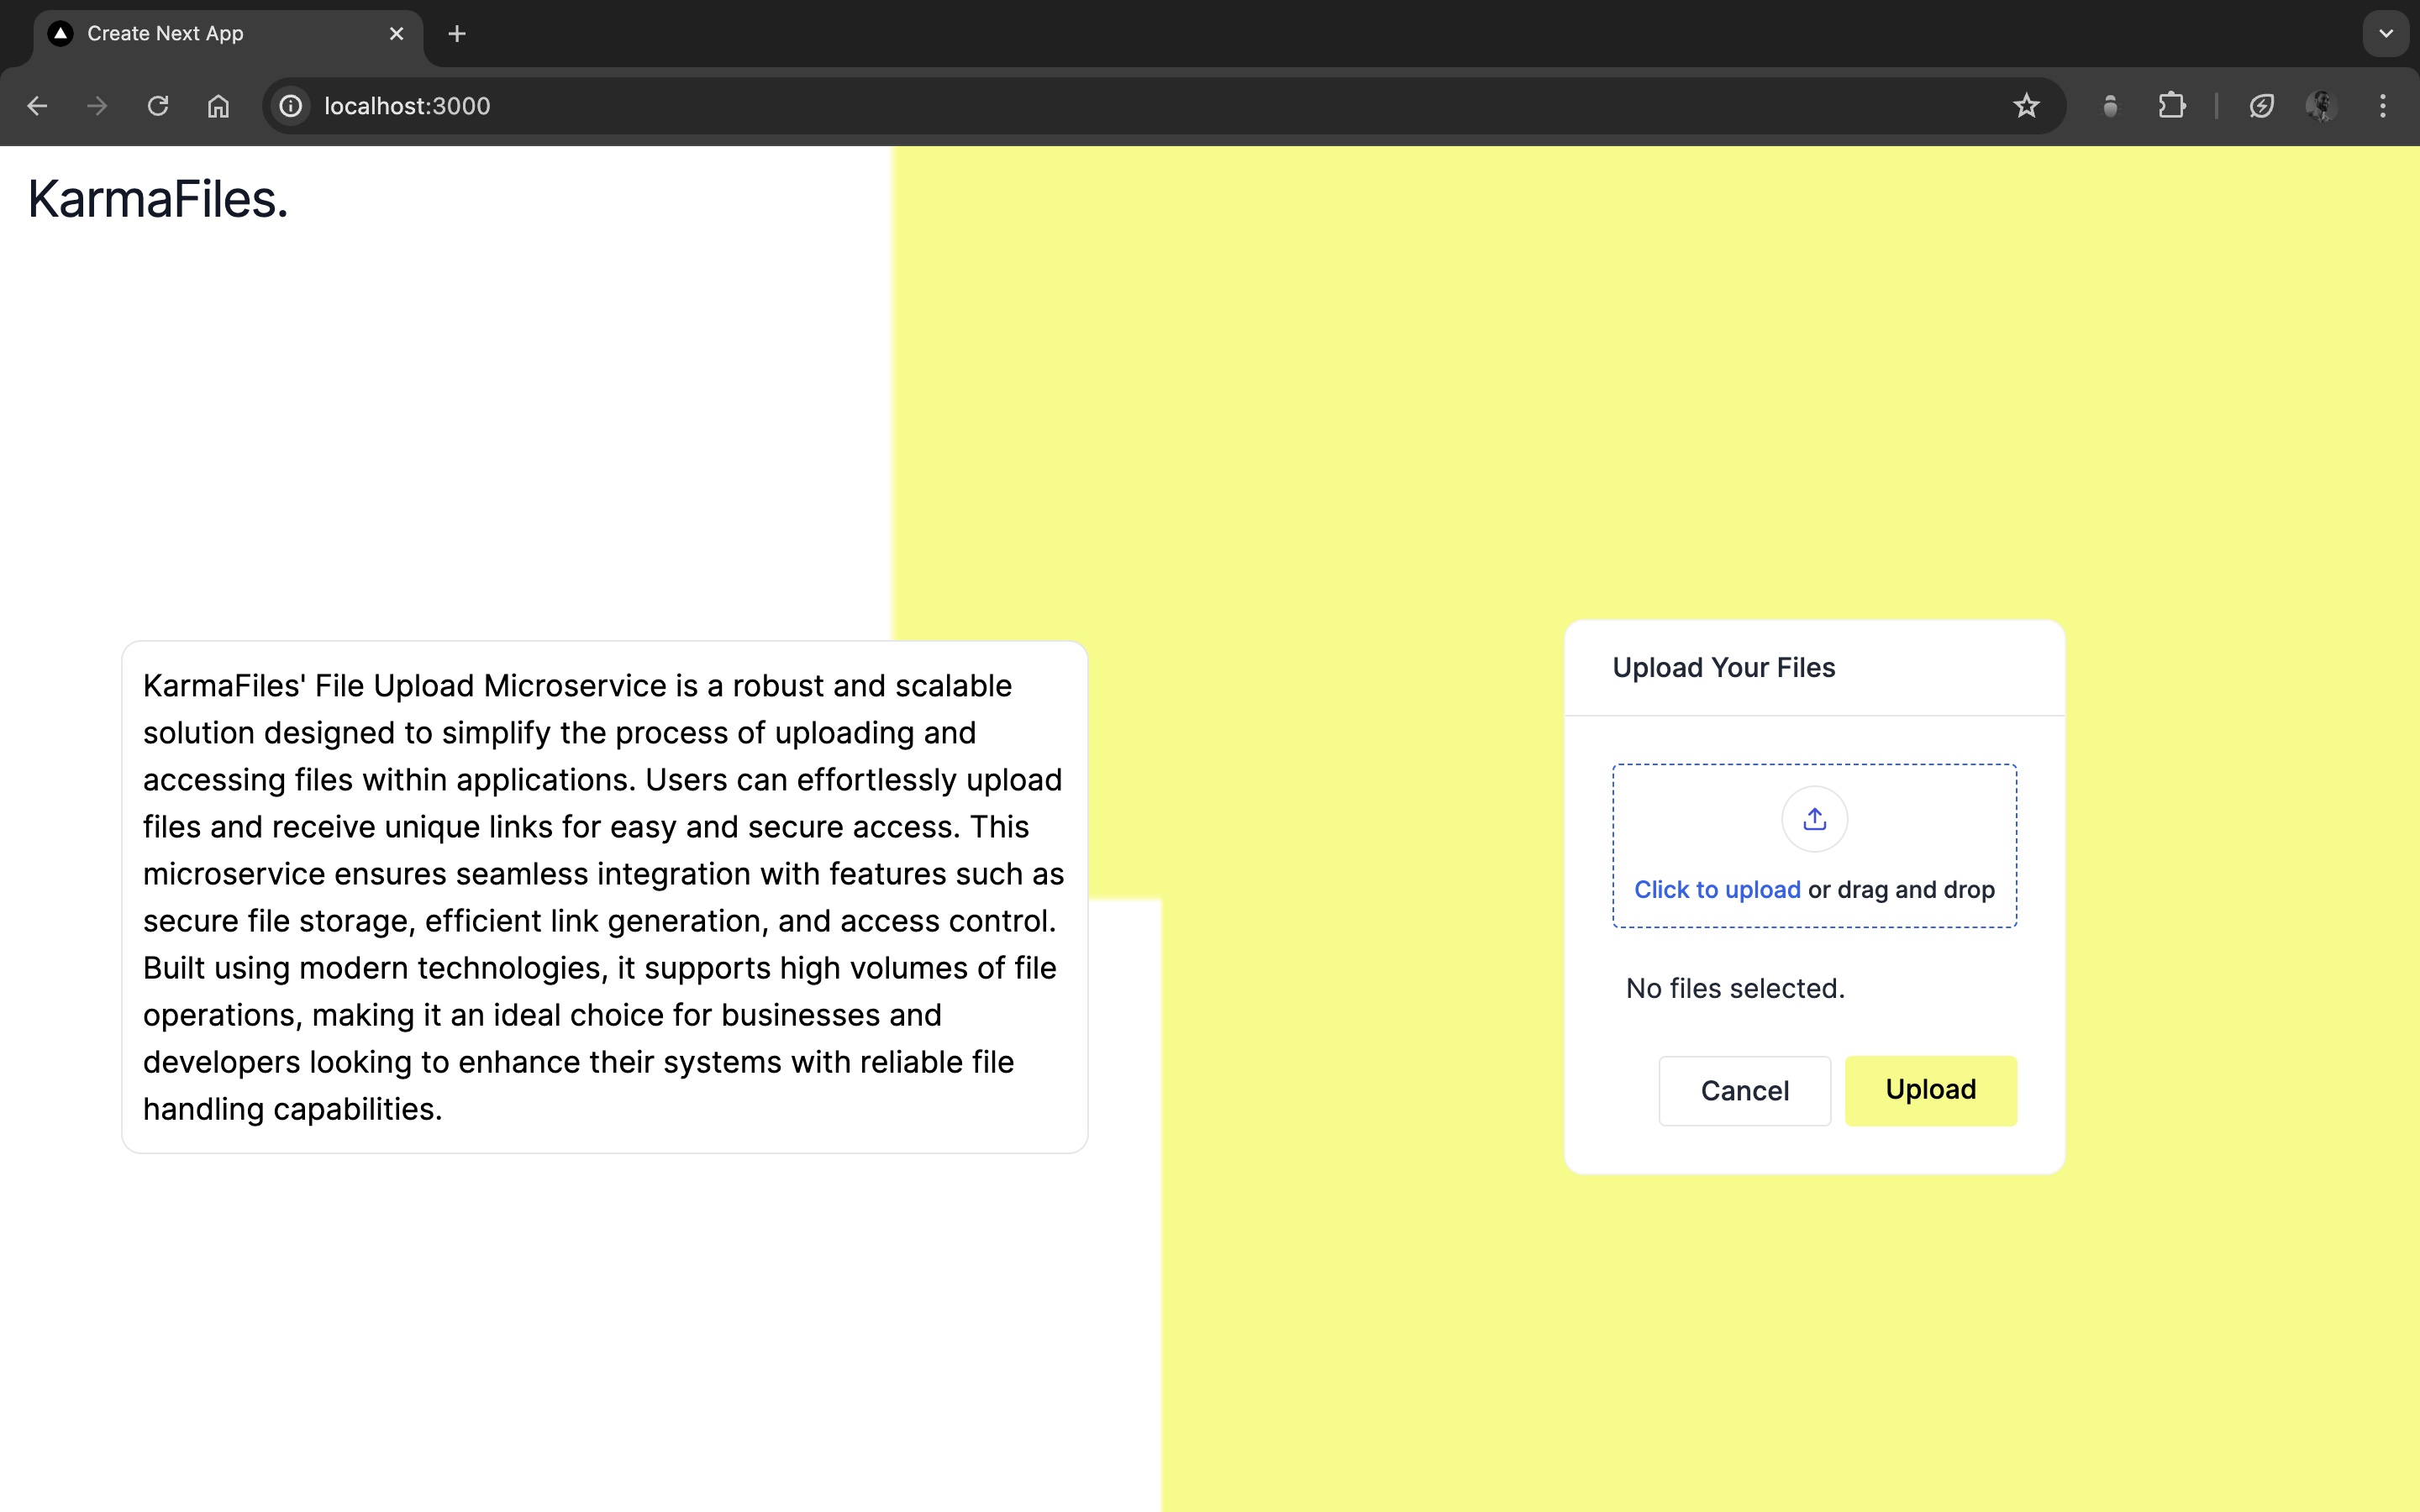 Create Next App
localhost:3000
KarmaFiles.
KarmaFiles' File Upload Microservice is a robust and scalable
solution designed to simplify the process of uploading and
accessing files within applications. Users can effortlessly upload
files and receive unique links for easy and secure access. This
microservice ensures seamless integration with features such as
secure file storage, efficient link generation, and access control.
Built using modern technologies, it supports high volumes of file
operations, making it an ideal choice for businesses and
developers looking to enhance their systems with reliable file
handling capabilities.
Upload Your Files
Click to upload or drag and drop
No files selected.
Cancel
Upload